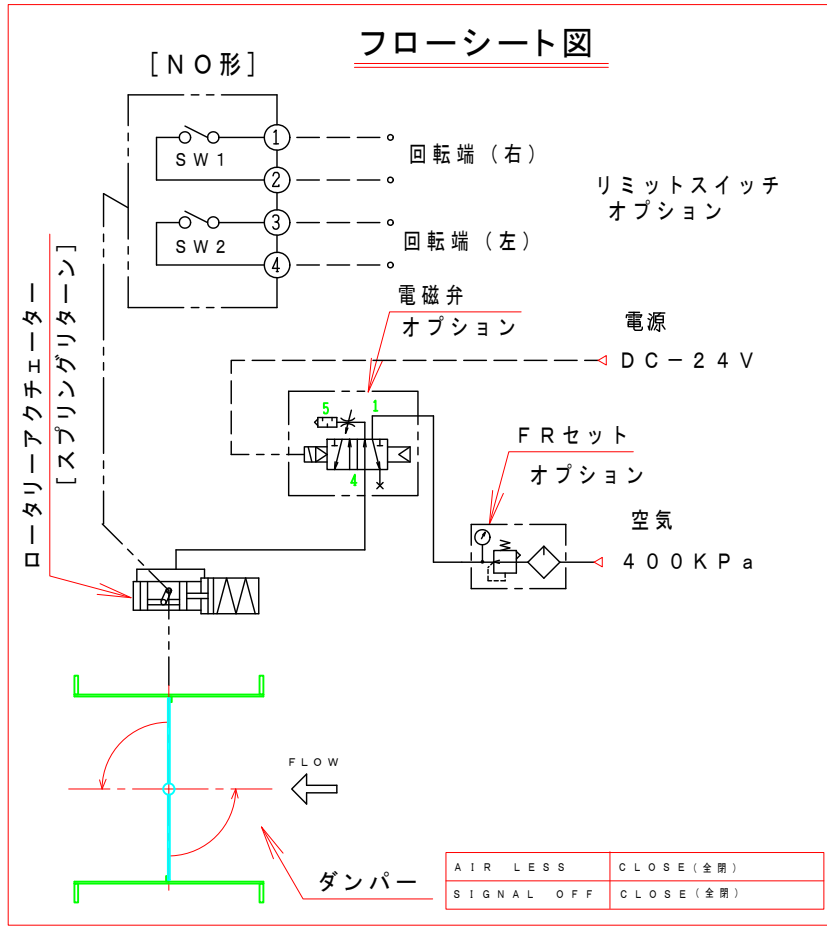 フローシート図
[NO形]
SW1
SW2
1
2
3
4
回転端(右)
回転端(左)
リミットスイッチ
オプション
ロータリーアクチェーター
[スプリングリターン]
電磁弁
オプション
電源
DC-24V
5
1
4
FRセット
オプション
空気
400KPa
FLOW
ダンパー
AIR LESS CLOSE(全閉)
SIGNAL OFF CLOSE(全閉)